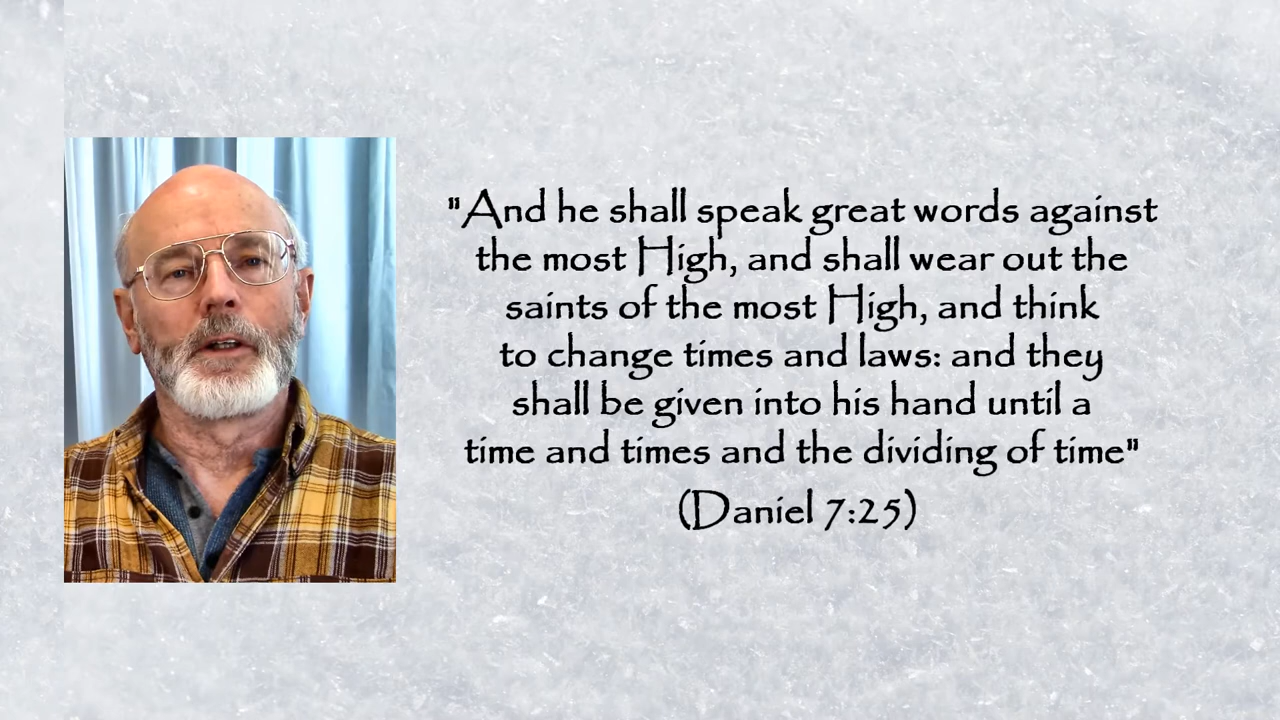 "And he shall speak great words against
the most High, and shall wear out the
saints of the most High, and think
to change times and laws: and they
shall be given into his hand until a
time and times and the dividing of time"
(Daniel 7:25)